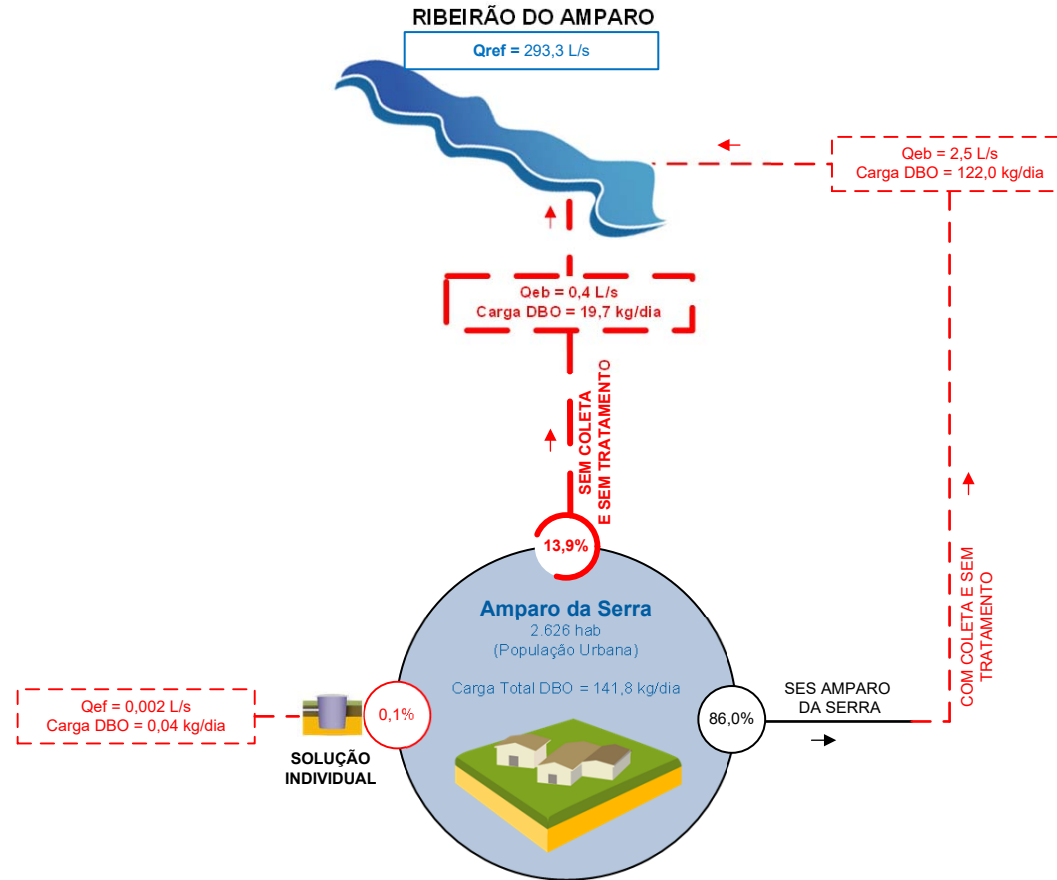 RIBEIRÃO DO AMPARO
Qref = 293,3 L/s
Qeb = 2,5 L/s
Carga DBO = 122,0 kg/dia
Qeb = 0,4 L/s
Carga DBO = 19,7 kg/dia
SEM COLETA
E SEM TRATAMENTO
COM COLETA E SEM
TRATAMENTO
13,9%
Amparo da Serra
2.626 hab
(População Urbana)
Carga Total DBO = 141,8 kg/dia
Qef = 0,002 L/s
Carga DBO = 0,04 kg/dia
0,1%
SOLUÇÃO
INDIVIDUAL
86,0%
SES AMPARO
DA SERRA